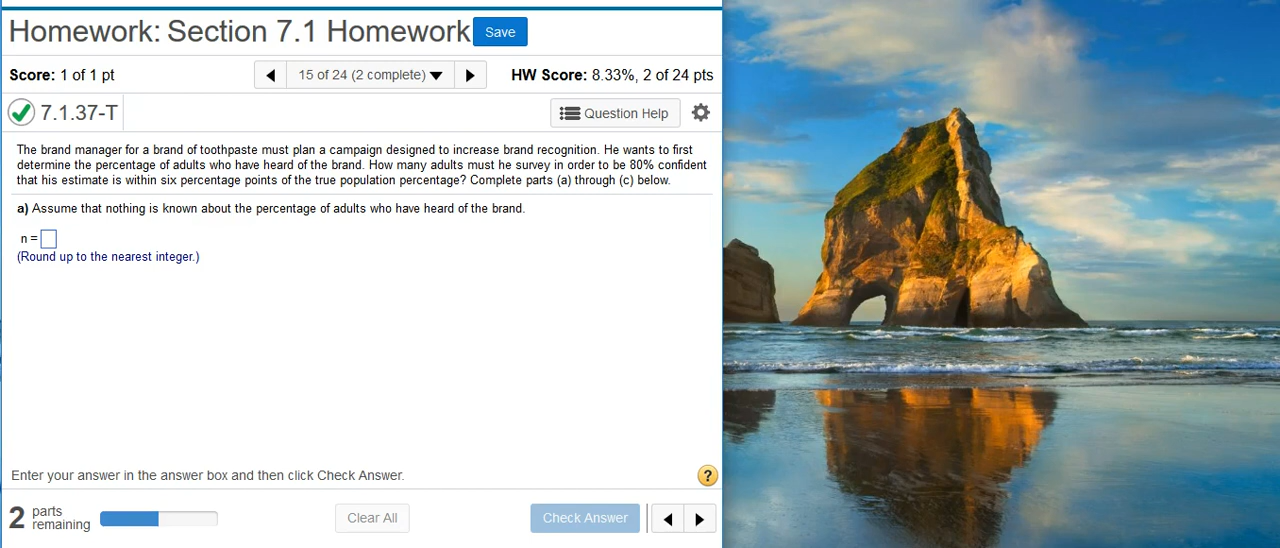 Homework: Section 7.1 Homework Save
Score: 1 of 1 pt 15 of 24 (2 complete) HW Score: 8.33%, 2 of 24 pts
7.1.37-T Question Help
The brand manager for a brand of toothpaste must plan a campaign designed to increase brand recognition. He wants to first
determine the percentage of adults who have heard of the brand. How many adults must he survey in order to be 80% confident
that his estimate is within six percentage points of the true population percentage? Complete parts (a) through (c) below.
a) Assume that nothing is known about the percentage of adults who have heard of the brand.
n=
(Round up to the nearest integer.)
Enter your answer in the answer box and then click Check Answer. ?
2 parts
remaining
Clear All Check Answer